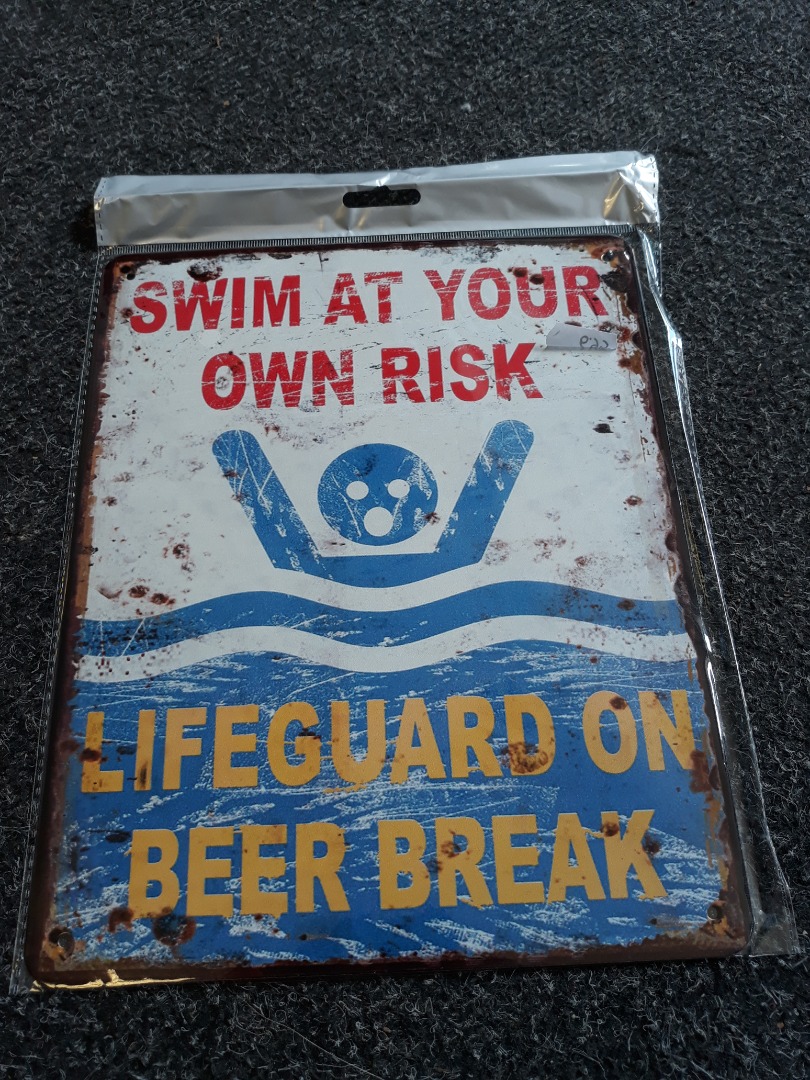 SWIM AT YOUR
OWN RISK
LIFEGUARD ON
BEER BREAK